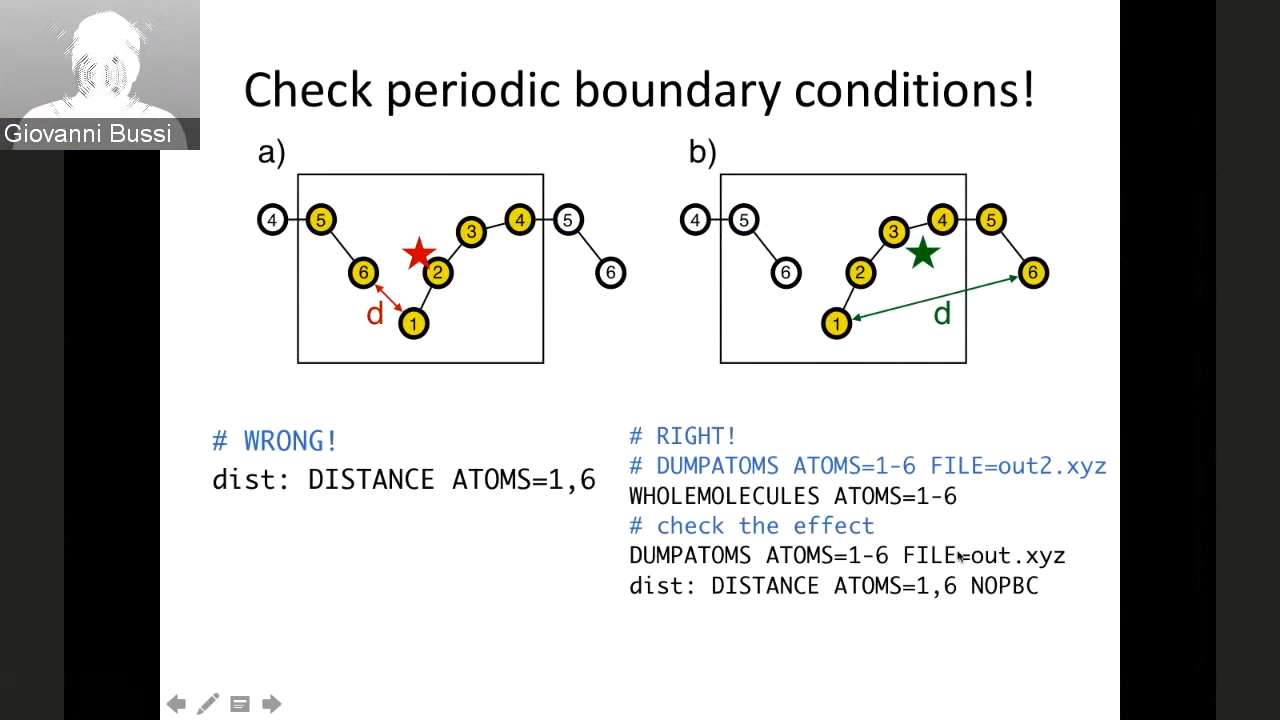 Giovanni Bussi
Check periodic boundary conditions!
a)
b)
4 5 6 3 4 2 1 5 6
d
4 5 6 3 4 2 1 5 6
d
# WRONG!
dist: DISTANCE ATOMS=1,6
# RIGHT!
# DUMPATOMS ATOMS=1-6 FILE=out2.xyz
WHOLEMOLECULES ATOMS=1-6
# check the effect
DUMPATOMS ATOMS=1-6 FILE=out.xyz
dist: DISTANCE ATOMS=1,6 NOPBC